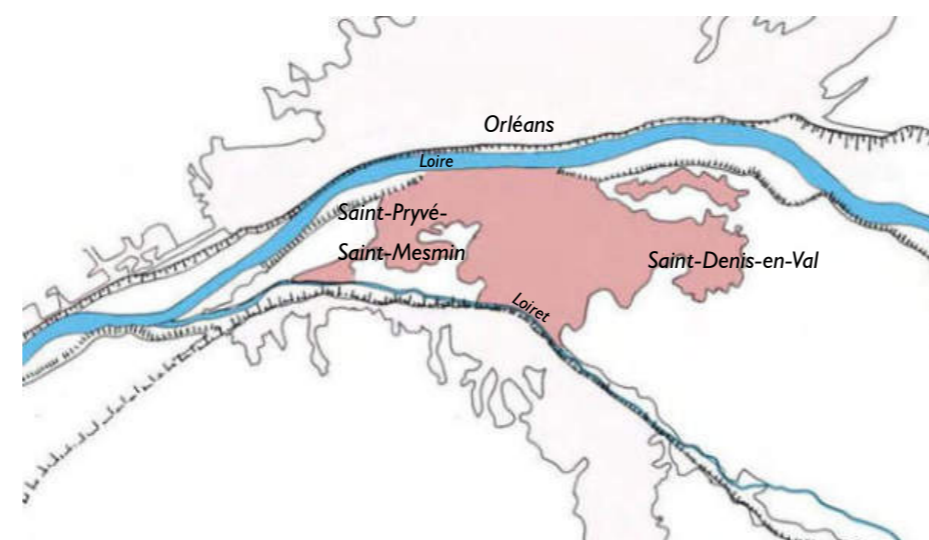 Orléans
Loire
Saint-Pryvé-
Saint-Mesmin
Saint-Denis-en-Val
Loiret